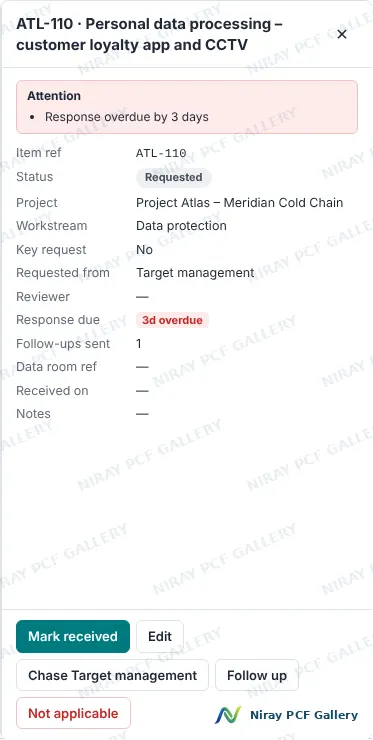 ATL-110 · Personal data processing –
customer loyalty app and CCTV
×
Attention
• Response overdue by 3 days
Item ref ATL-110
Status Requested
Project Project Atlas – Meridian Cold Chain
Workstream Data protection
Key request No
Requested from Target management
Reviewer —
Response due 3d overdue
Follow-ups sent 1
Data room ref —
Received on —
Notes —
Mark received Edit
Chase Target management Follow up
Not applicable Niray PCF Gallery
NIRAY PCF GALLERY